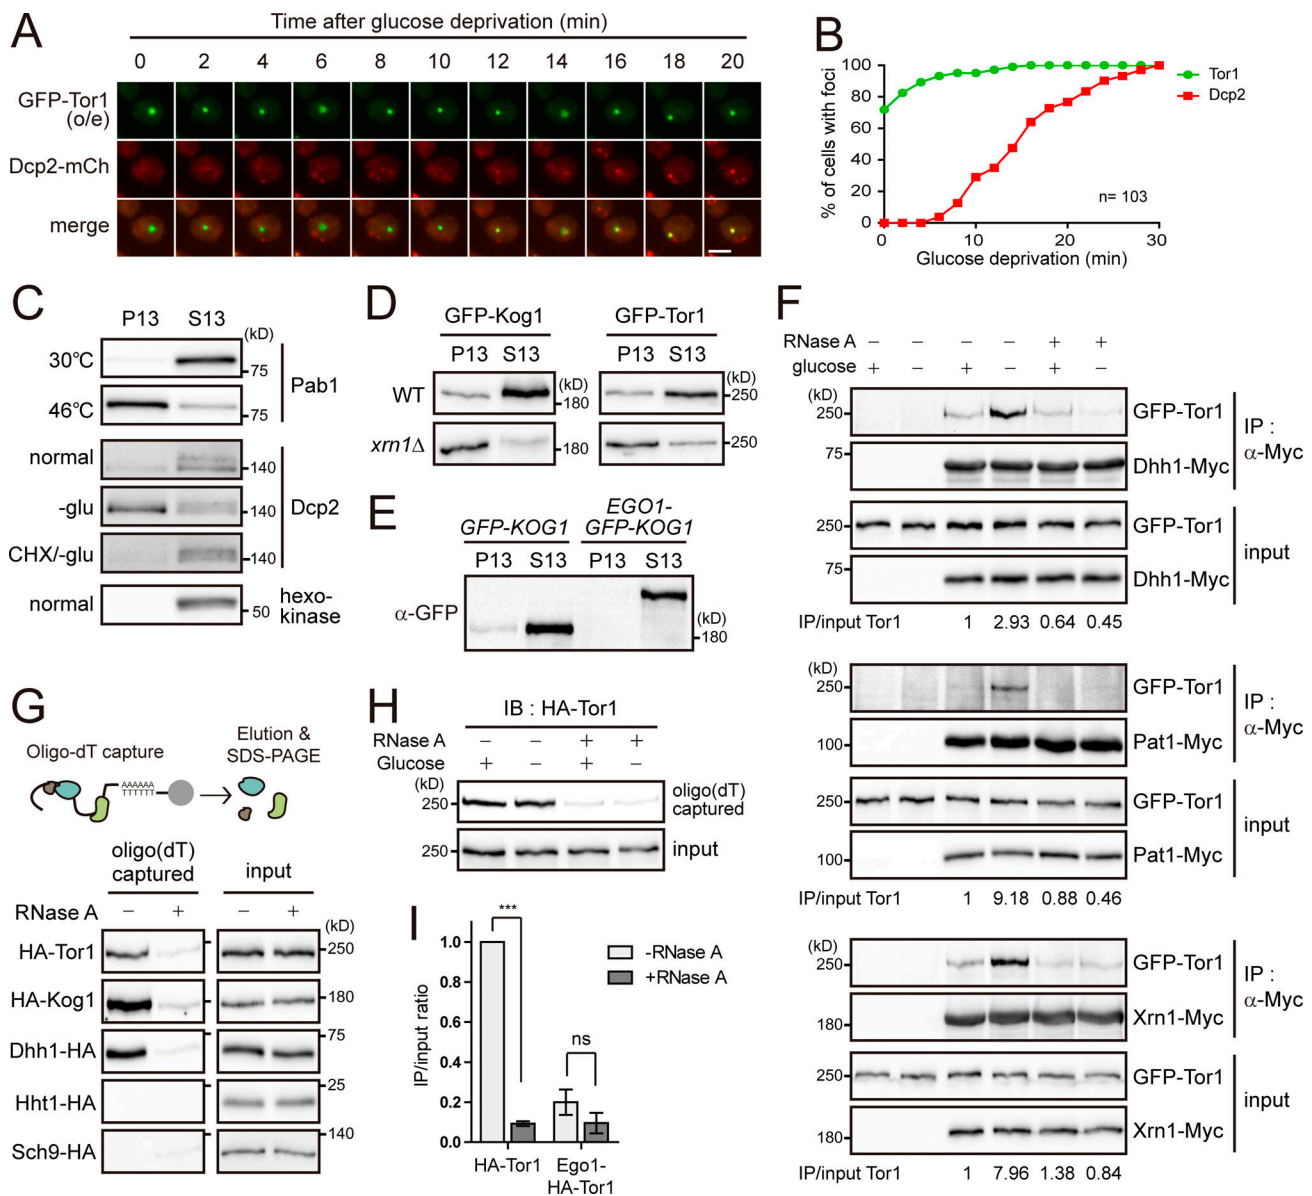 A
Time after glucose deprivation (min)
0 2 4 6 8 10 12 14 16 18 20
GFP-Tor1
(o/e)
Dcp2-mCh
merge
B
% of cells with foci
100
80
60
40
20
0
0 10 20 30
Glucose deprivation (min)
n= 103
Tor1
Dcp2
C
P13 S13
(kD)
30°C
75
46°C
75
Pab1
normal
140
-glu
140
CHX/-glu
140
Dcp2
normal
50
hexo-
kinase
D
GFP-Kog1 GFP-Tor1
P13 S13 P13 S13
(kD) (kD)
WT
180 250
xrn1Δ
180 250
E
GFP-KOG1
EGO1-
GFP-KOG1
P13 S13 P13 S13
α-GFP
(kD)
180
F
RNase A − − − − + +
glucose + − + − + −
(kD)
250 GFP-Tor1
75 Dhh1-Myc
IP :
α-Myc
250 GFP-Tor1
75 Dhh1-Myc
input
IP/input Tor1 1 2.93 0.64 0.45
(kD)
250 GFP-Tor1
100 Pat1-Myc
IP :
α-Myc
250 GFP-Tor1
100 Pat1-Myc
input
IP/input Tor1 1 9.18 0.88 0.46
(kD)
250 GFP-Tor1
180 Xrn1-Myc
IP :
α-Myc
250 GFP-Tor1
180 Xrn1-Myc
input
IP/input Tor1 1 7.96 1.38 0.84
G
Oligo-dT capture
AAAAAA
TTTTTT
Elution &
SDS-PAGE
oligo(dT)
captured
input
RNase A − + − +
(kD)
HA-Tor1 250
HA-Kog1 180
Dhh1-HA 75
Hht1-HA 25
Sch9-HA 140
H
IB : HA-Tor1
RNase A − − + +
Glucose + − + −
(kD)
250 oligo(dT)
captured
250 input
I
IP/input ratio
1.0
0.8
0.6
0.4
0.2
0.0
***
ns
-RNase A
+RNase A
HA-Tor1
Ego1-
HA-Tor1